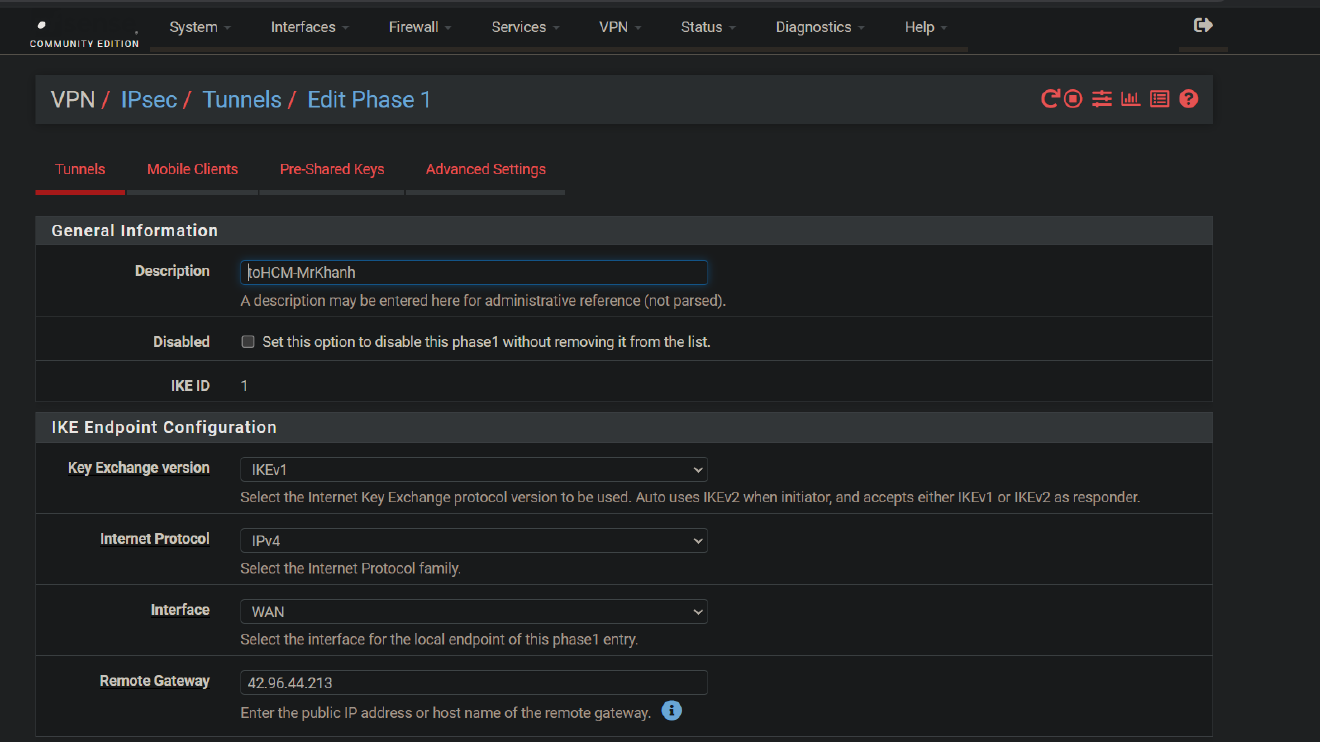 System Interfaces Firewall Services VPN Status Diagnostics Help
COMMUNITY EDITION
VPN / IPsec / Tunnels / Edit Phase 1
Tunnels Mobile Clients Pre-Shared Keys Advanced Settings
General Information
Description toHCM-MrKhanh
A description may be entered here for administrative reference (not parsed).
Disabled Set this option to disable this phase1 without removing it from the list.
IKE ID 1
IKE Endpoint Configuration
Key Exchange version IKEv1
Select the Internet Key Exchange protocol version to be used. Auto uses IKEv2 when initiator, and accepts either IKEv1 or IKEv2 as responder.
Internet Protocol IPv4
Select the Internet Protocol family.
Interface WAN
Select the interface for the local endpoint of this phase1 entry.
Remote Gateway 42.96.44.213
Enter the public IP address or host name of the remote gateway.